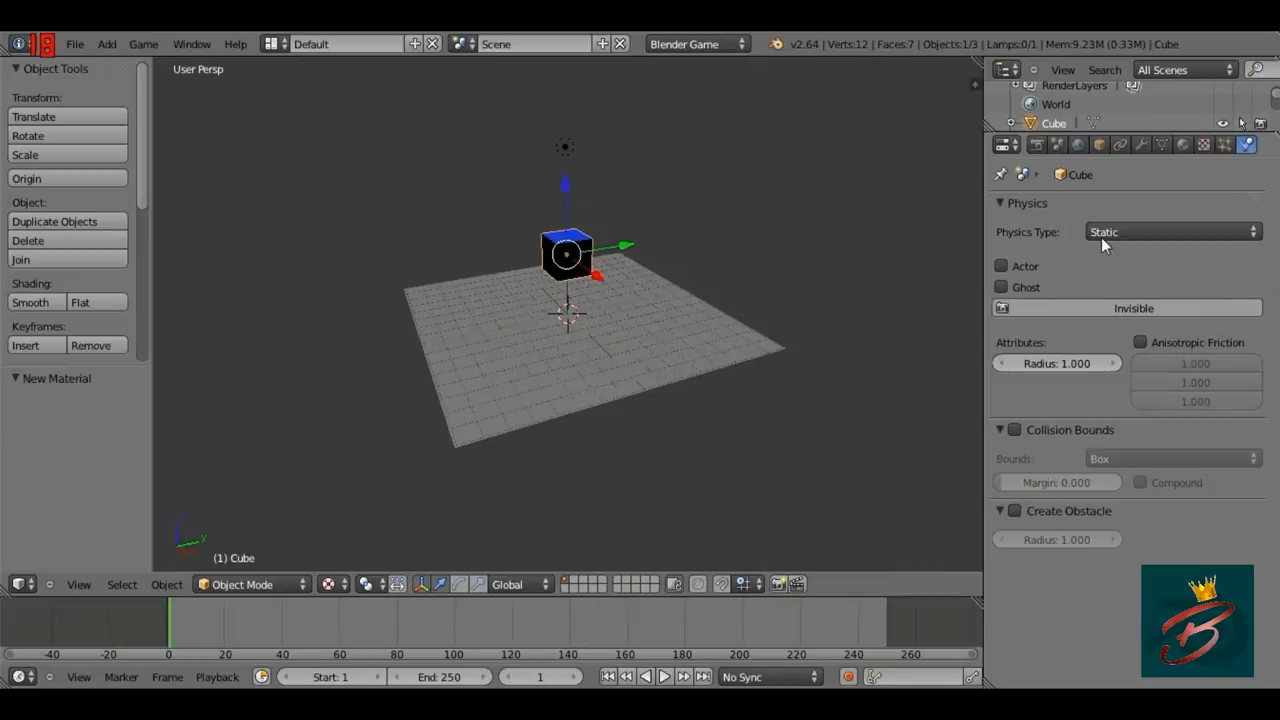 File Add Game Window Help Default Scene Blender Game v2.64 | Verts:12 | Faces:7 | Objects:1/3 | Lamps:0/1 | Mem:9.23M (0.33M) | Cube
Object Tools
Transform:
Translate
Rotate
Scale
Origin
Object:
Duplicate Objects
Delete
Join
Shading:
Smooth Flat
Keyframes:
Insert Remove
New Material
User Persp
(1) Cube
View Search All Scenes
RenderLayers |
World
Cube |
Cube
Physics
Physics Type: Static
Actor
Ghost
Invisible
Attributes: Anisotropic Friction
Radius: 1.000 1.000
1.000
1.000
Collision Bounds
Bounds: Box
Margin: 0.000 Compound
Create Obstacle
Radius: 1.000
View Select Object Object Mode Global
-40 -20 0 20 40 60 80 100 120 140 160 180 200 220 240 260
View Marker Frame Playback Start: 1 End: 250 1 No Sync
B